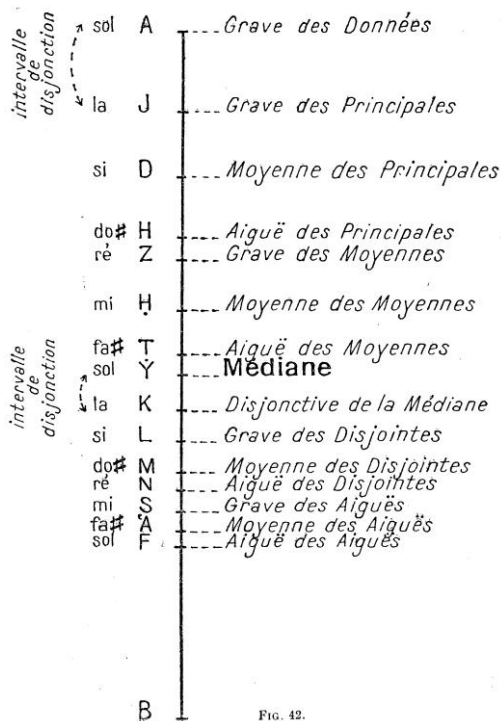 intervalle de disjonction
sol A Grave des Données
la J Grave des Principales
si D Moyenne des Principales
do♯ H Aiguë des Principales
ré Z Grave des Moyennes
mi Ḥ Moyenne des Moyennes
fa♯ T Aiguë des Moyennes
intervalle de disjonction
sol Ẏ Médiane
la K Disjonctive de la Médiane
si L Grave des Disjointes
do♯ M Moyenne des Disjointes
ré N Aiguë des Disjointes
mi S Grave des Aiguës
fa♯ ʿA Moyenne des Aiguës
sol F Aiguë des Aiguës
B
FIG. 42.